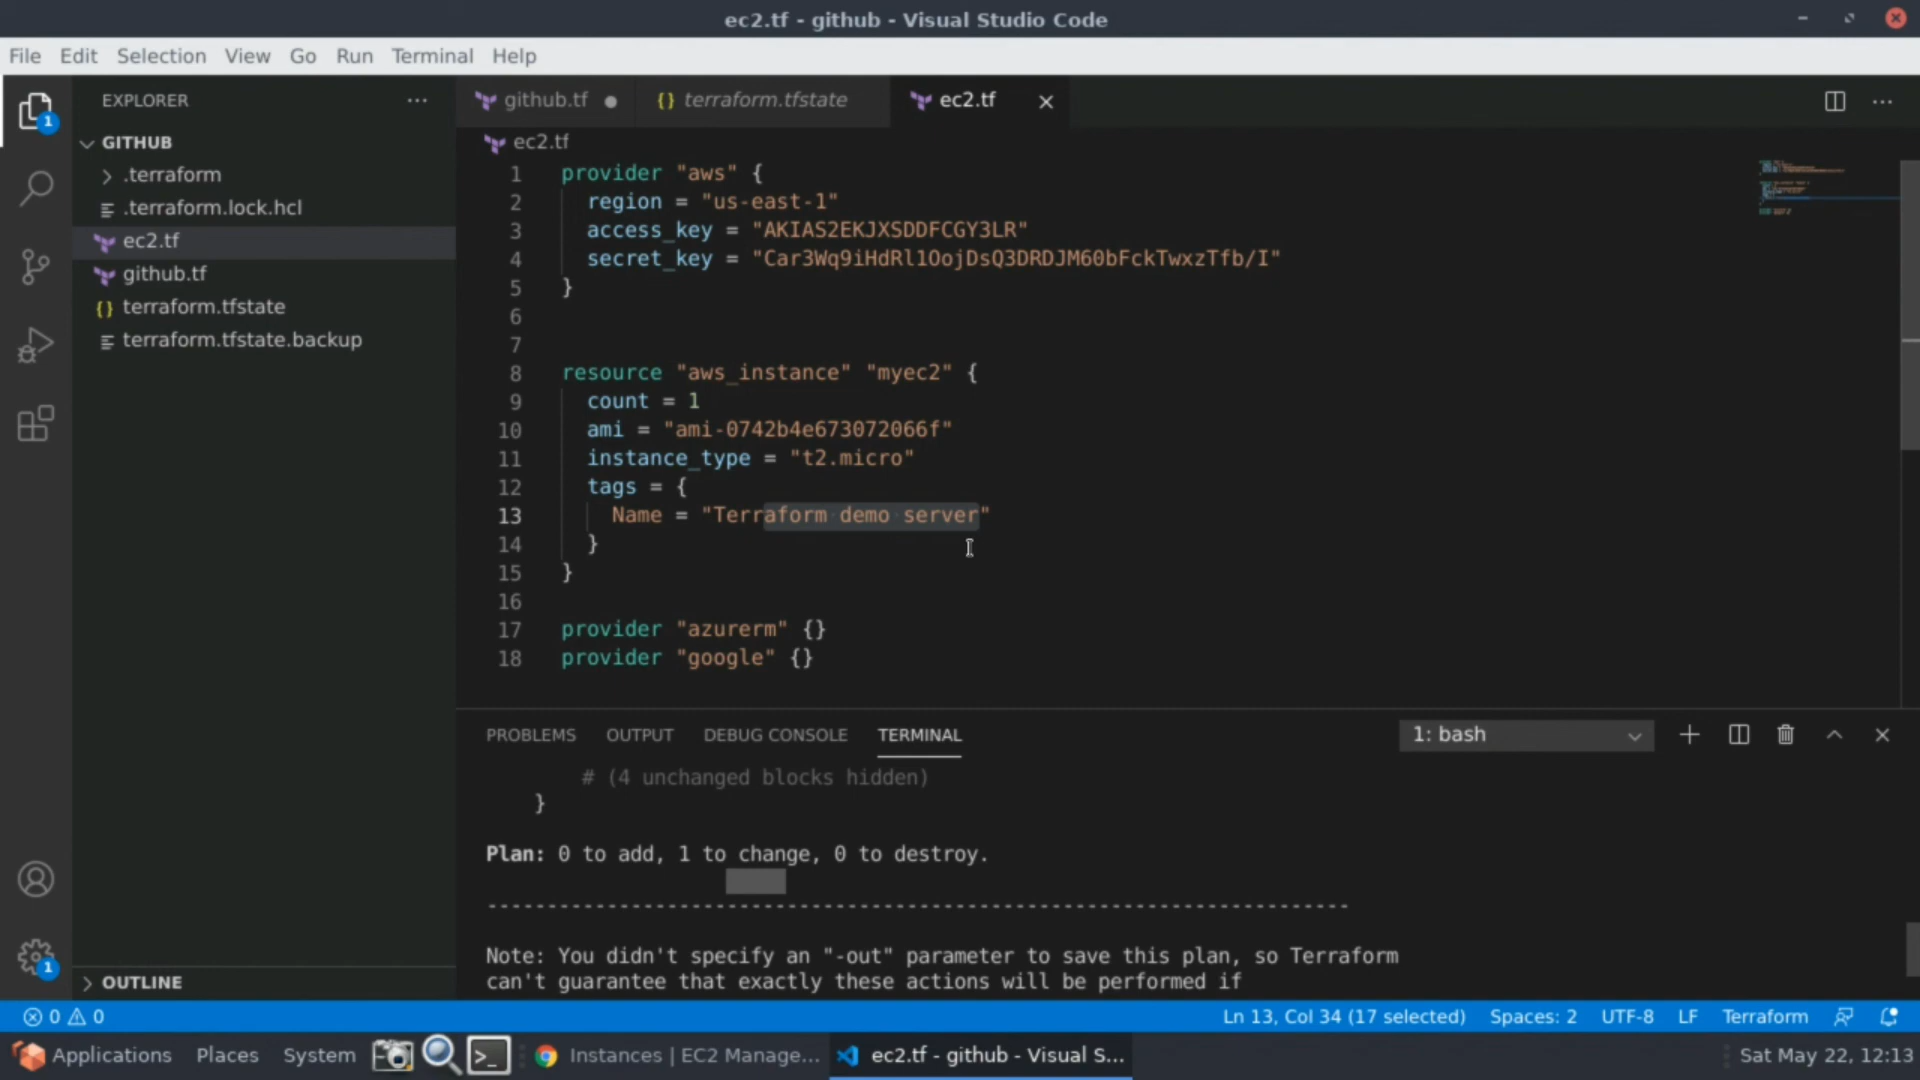 ec2.tf - github - Visual Studio Code
File Edit Selection View Go Run Terminal Help
EXPLORER
GITHUB
.terraform
.terraform.lock.hcl
ec2.tf
github.tf
terraform.tfstate
terraform.tfstate.backup
OUTLINE
1
1
github.tf
{} terraform.tfstate
ec2.tf
ec2.tf
1 provider "aws" {
2 region = "us-east-1"
3 access_key = "AKIAS2EKJXSDDFCGY3LR"
4 secret_key = "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"
5 }
6
7
8 resource "aws_instance" "myec2" {
9 count = 1
10 ami = "ami-0742b4e673072066f"
11 instance_type = "t2.micro"
12 tags = {
13 Name = "Terraform demo server"
14 }
15 }
16
17 provider "azurerm" {}
18 provider "google" {}
PROBLEMS OUTPUT DEBUG CONSOLE TERMINAL
1: bash
# (4 unchanged blocks hidden)
}
Plan: 0 to add, 1 to change, 0 to destroy.
------------------------------------------------------------------------
Note: You didn't specify an "-out" parameter to save this plan, so Terraform
can't guarantee that exactly these actions will be performed if
0 0
Ln 13, Col 34 (17 selected) Spaces: 2 UTF-8 LF Terraform
Applications Places System Instances | EC2 Manage... ec2.tf - github - Visual S... Sat May 22, 12:13